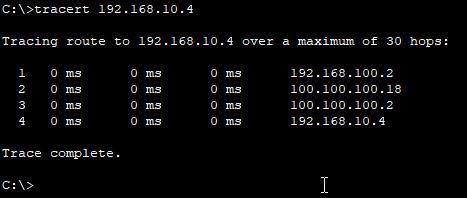 C:\>tracert 192.168.10.4
Tracing route to 192.168.10.4 over a maximum of 30 hops:
1 0 ms 0 ms 0 ms 192.168.100.2
2 0 ms 0 ms 0 ms 100.100.100.18
3 0 ms 0 ms 0 ms 100.100.100.2
4 0 ms 0 ms 0 ms 192.168.10.4
Trace complete.
C:\>